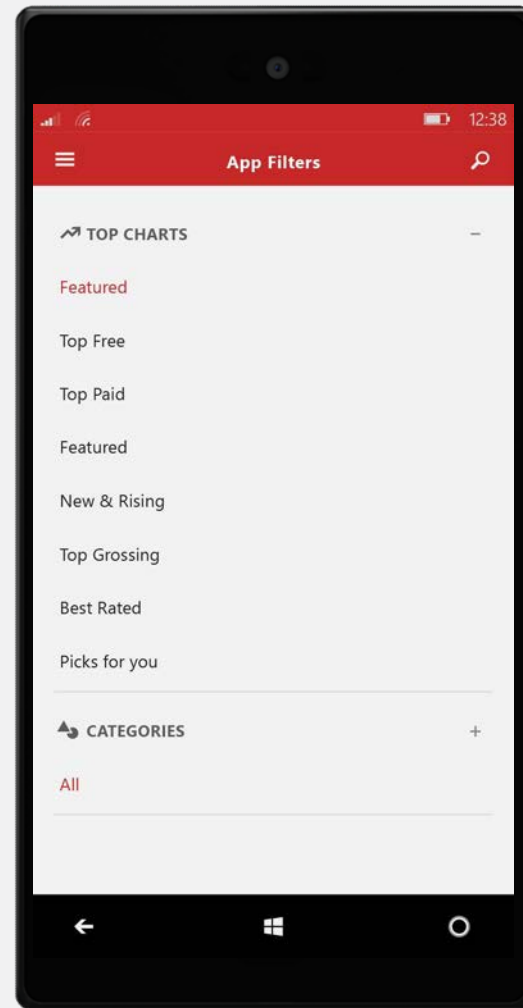 12:38
App Filters
TOP CHARTS
Featured
Top Free
Top Paid
Featured
New & Rising
Top Grossing
Best Rated
Picks for you
CATEGORIES
All